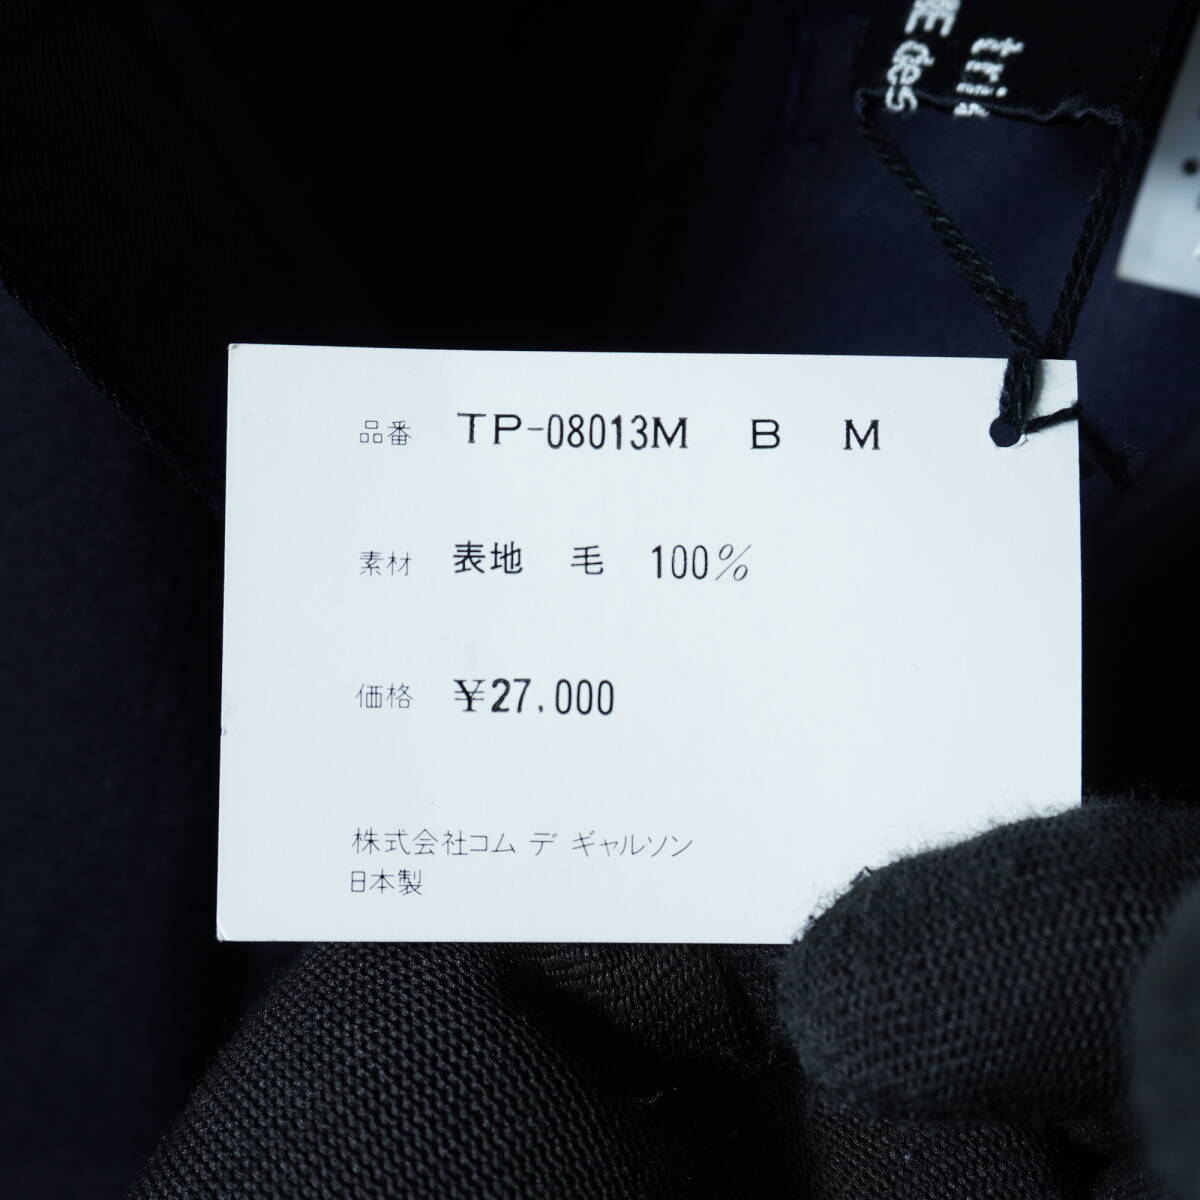 des
品番 TP-08013M B M
素材 表地 毛 100%
価格 ¥27,000
株式会社コム デ ギャルソン
日本製